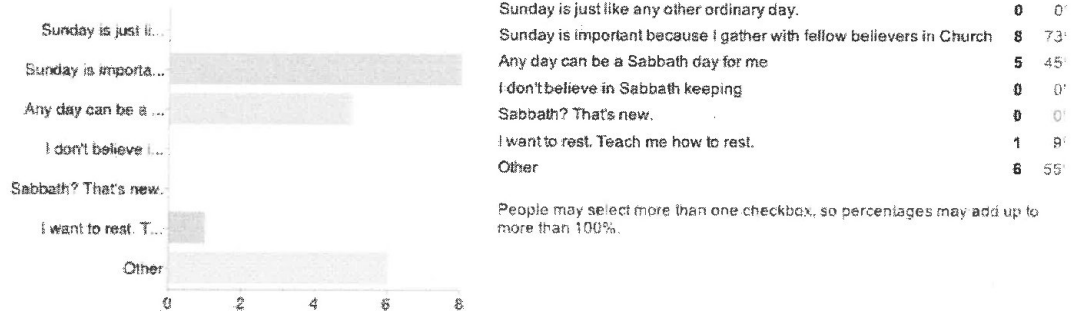 Sunday is just li...
Sunday is importa...
Any day can be a ...
I don't believe i...
Sabbath? That's new.
I want to rest. T...
Other
0 2 4 6 8
Sunday is just like any other ordinary day. 0 0
Sunday is important because I gather with fellow believers in Church 8 73
Any day can be a Sabbath day for me 5 45
I don't believe in Sabbath keeping 0 0
Sabbath? That's new. 0 0
I want to rest. Teach me how to rest. 1 9
Other 6 55
People may select more than one checkbox, so percentages may add up to
more than 100%.